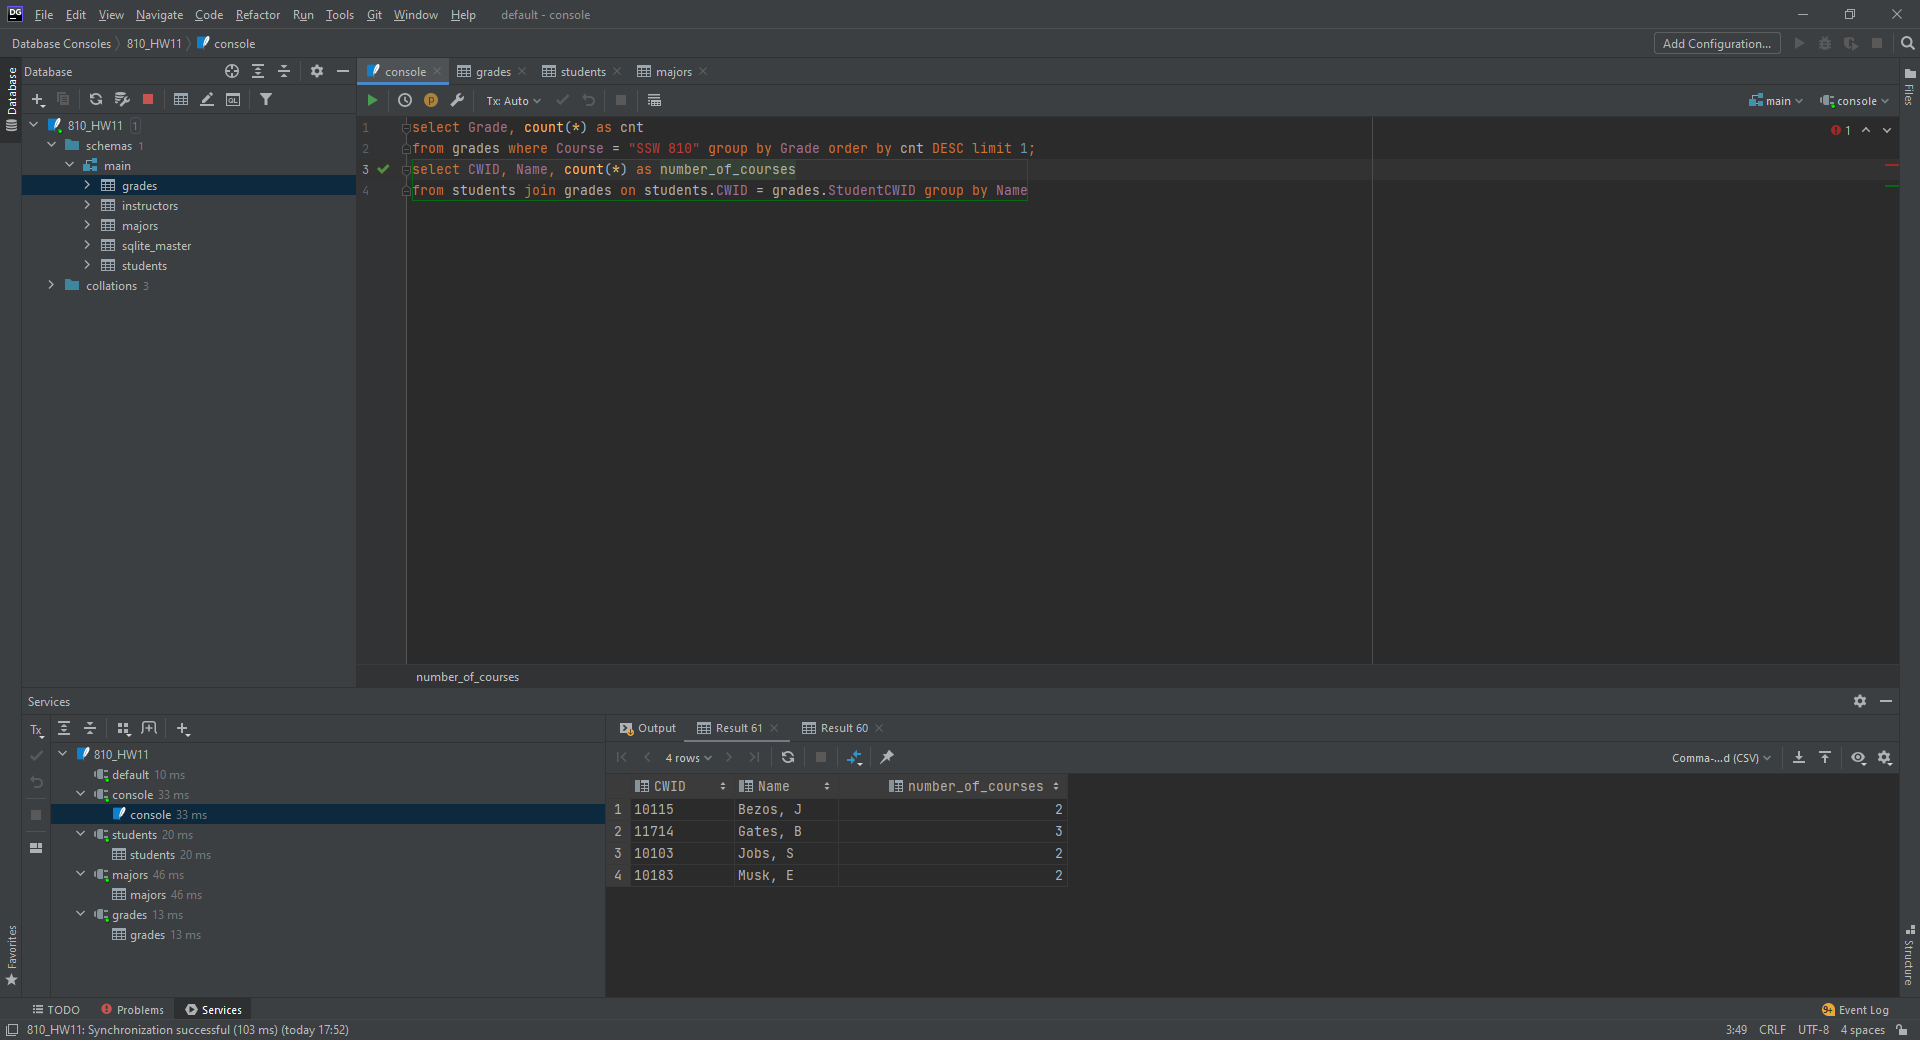 DG File Edit View Navigate Code Refactor Run Tools Git Window Help default - console
Database Consoles 810_HW11 console Add Configuration...
Database
Database
Files
console grades students majors
Tx: Auto
main console
810_HW11 1
schemas 1
main
grades
instructors
majors
sqlite_master
students
collations 3
1 select Grade, count(*) as cnt
2 from grades where Course = "SSW 810" group by Grade order by cnt DESC limit 1;
3 select CWID, Name, count(*) as number_of_courses
4 from students join grades on students.CWID = grades.StudentCWID group by Name
1
number_of_courses
Services
Tx
810_HW11
default 10 ms
console 33 ms
console 33 ms
students 20 ms
students 20 ms
majors 46 ms
majors 46 ms
grades 13 ms
grades 13 ms
Output Result 61 Result 60
4 rows Comma-...d (CSV)
CWID Name number_of_courses
1 10115 Bezos, J 2
2 11714 Gates, B 3
3 10103 Jobs, S 2
4 10183 Musk, E 2
Favorites
Structure
TODO Problems Services 9+ Event Log
810_HW11: Synchronization successful (103 ms) (today 17:52) 3:49 CRLF UTF-8 4 spaces